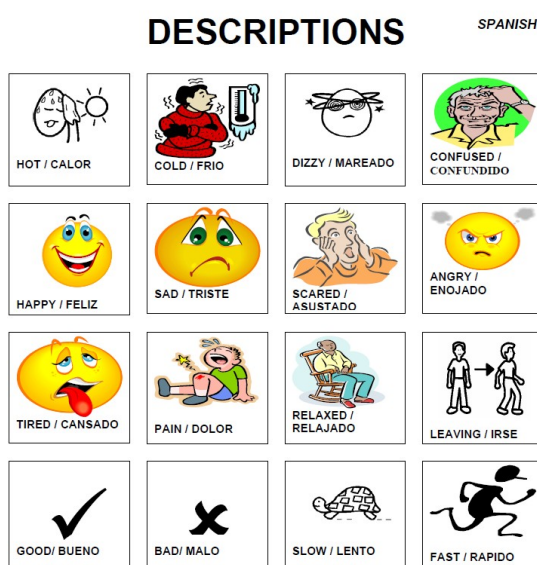 DESCRIPTIONS
SPANISH
HOT / CALOR
COLD / FRIO
DIZZY / MAREADO
CONFUSED /
CONFUNDIDO
HAPPY / FELIZ
SAD / TRISTE
SCARED /
ASUSTADO
ANGRY /
ENOJADO
TIRED / CANSADO
PAIN / DOLOR
RELAXED /
RELAJADO
LEAVING / IRSE
GOOD/ BUENO
BAD/ MALO
SLOW / LENTO
FAST / RAPIDO